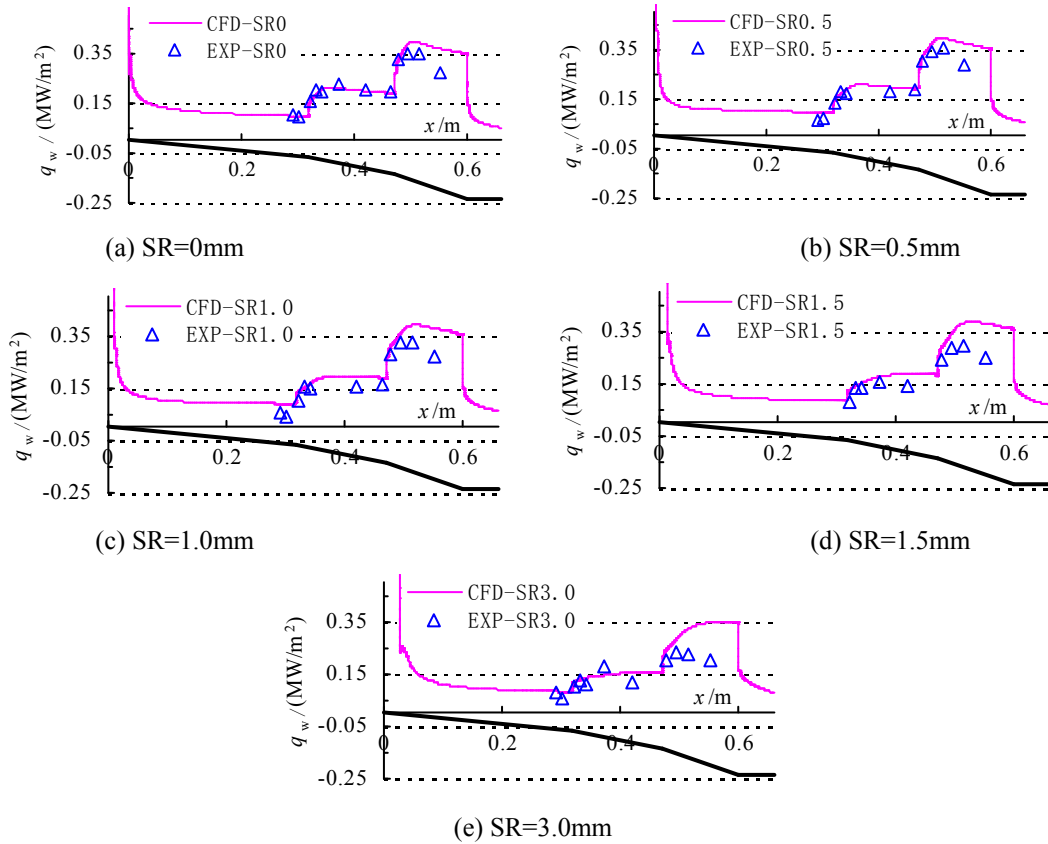 CFD-SR0
EXP-SR0
q_w / (MW/m²)
0.35
0.15
-0.05
-0.25
x/m
0
0.2
0.4
0.6
(a) SR=0mm
CFD-SR0.5
EXP-SR0.5
q_w / (MW/m²)
0.35
0.15
-0.05
-0.25
x/m
0
0.2
0.4
0.6
(b) SR=0.5mm
CFD-SR1.0
EXP-SR1.0
q_w / (MW/m²)
0.35
0.15
-0.05
-0.25
x/m
0
0.2
0.4
0.6
(c) SR=1.0mm
CFD-SR1.5
EXP-SR1.5
q_w / (MW/m²)
0.35
0.15
-0.05
-0.25
x/m
0
0.2
0.4
0.6
(d) SR=1.5mm
CFD-SR3.0
EXP-SR3.0
q_w / (MW/m²)
0.35
0.15
-0.05
-0.25
x/m
0
0.2
0.4
0.6
(e) SR=3.0mm